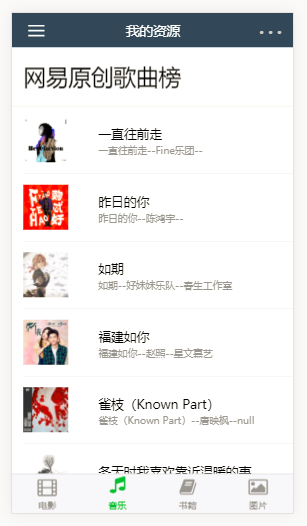 我的资源
网易原创歌曲榜
一直往前走
一直往前走--Fine乐团--
昨日的你
昨日的你--陈鸿宇--
如期
如期--好妹妹乐队--春生工作室
福建如你
福建如你--赵照--星文嘉艺
雀枝（Known Part）
雀枝（Known Part）--唐映枫--null
冬天时我喜欢靠近温暖的事
电影 音乐 书籍 图片